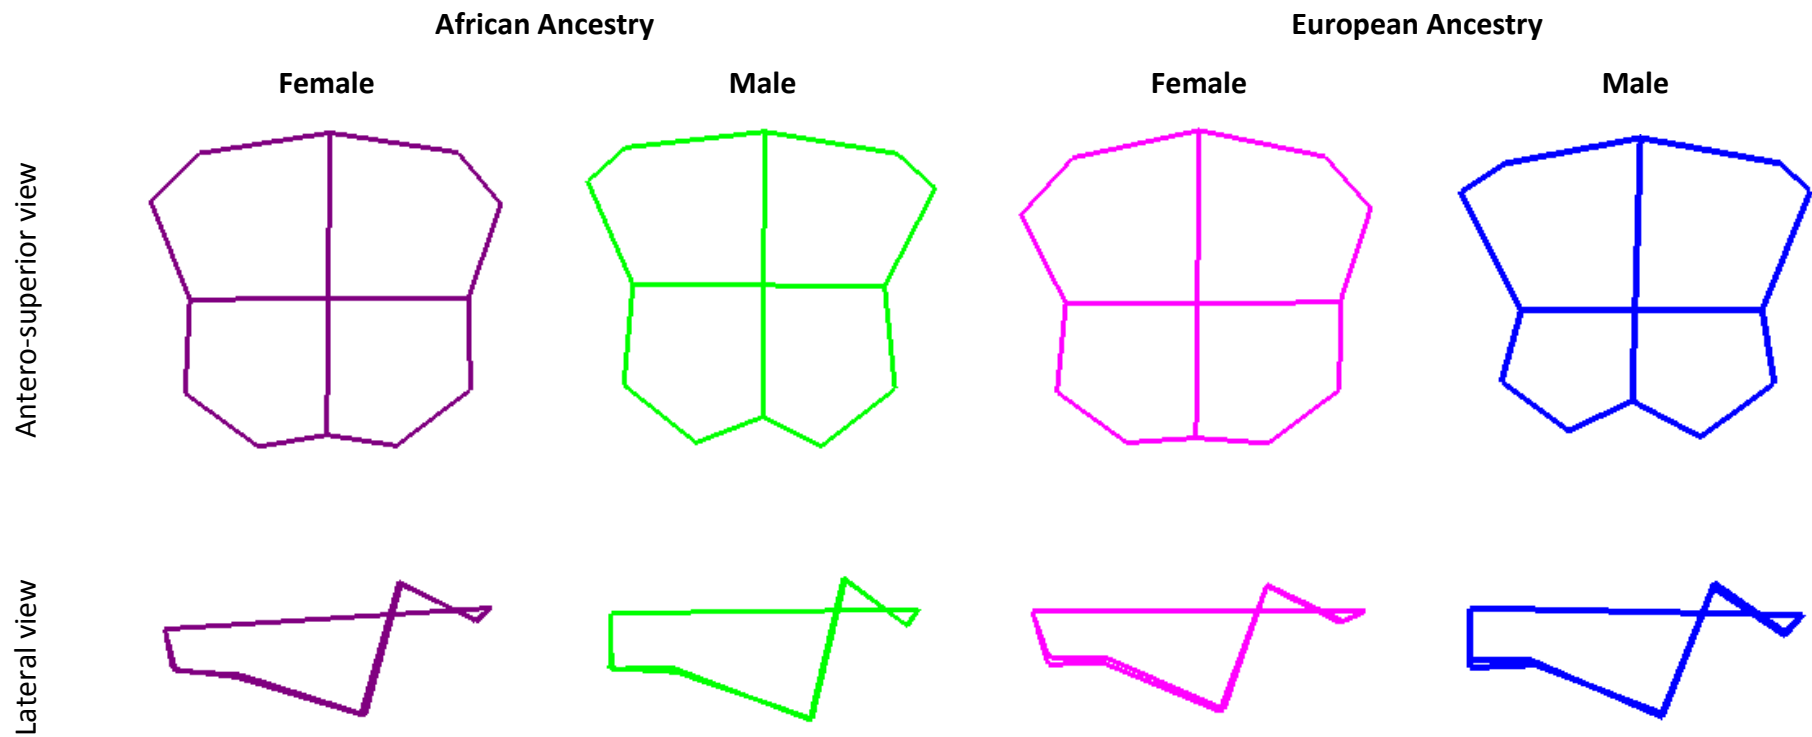 African Ancestry
European Ancestry
Female
Male
Female
Male
Antero-superior view
Lateral view